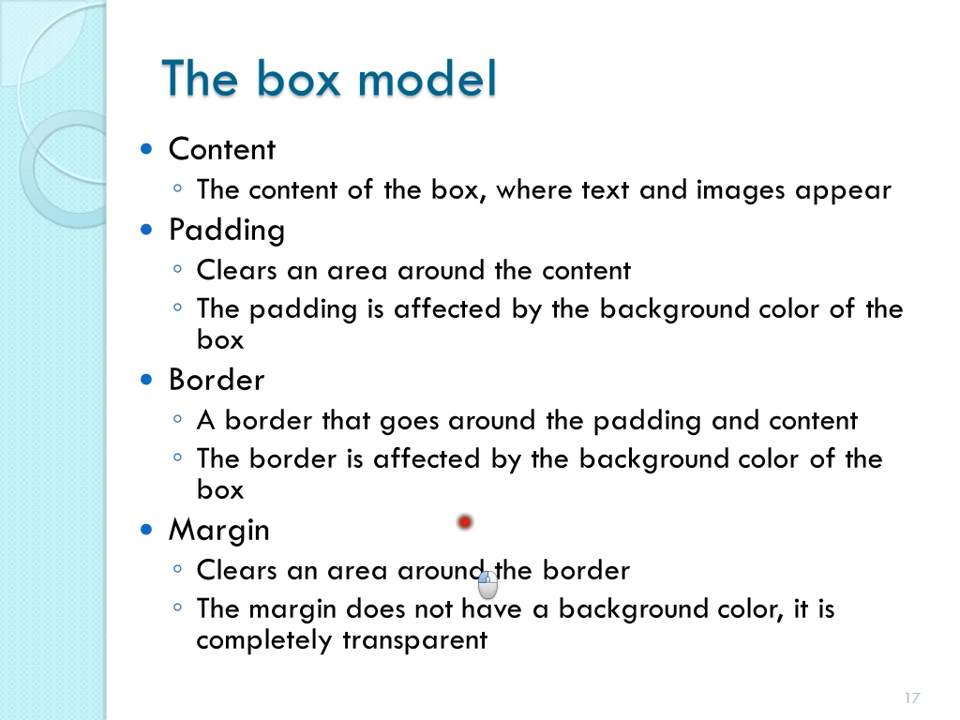 The box model
• Content
◦ The content of the box, where text and images appear
• Padding
◦ Clears an area around the content
◦ The padding is affected by the background color of the
box
• Border
◦ A border that goes around the padding and content
◦ The border is affected by the background color of the
box
• Margin
◦ Clears an area around the border
◦ The margin does not have a background color, it is
completely transparent
17